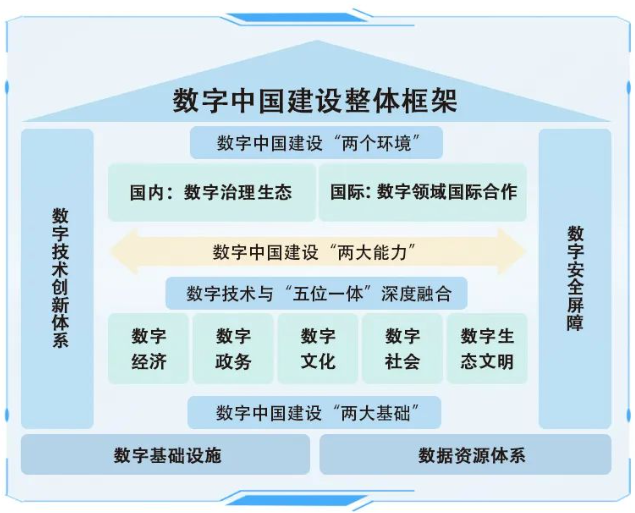 数字中国建设整体框架
数字中国建设“两个环境”
国内：数字治理生态
国际：数字领域国际合作
数字技术创新体系
数字中国建设“两大能力”
数字安全屏障
数字技术与“五位一体”深度融合
数字
经济
数字
政务
数字
文化
数字
社会
数字生
态文明
数字中国建设“两大基础”
数字基础设施
数据资源体系